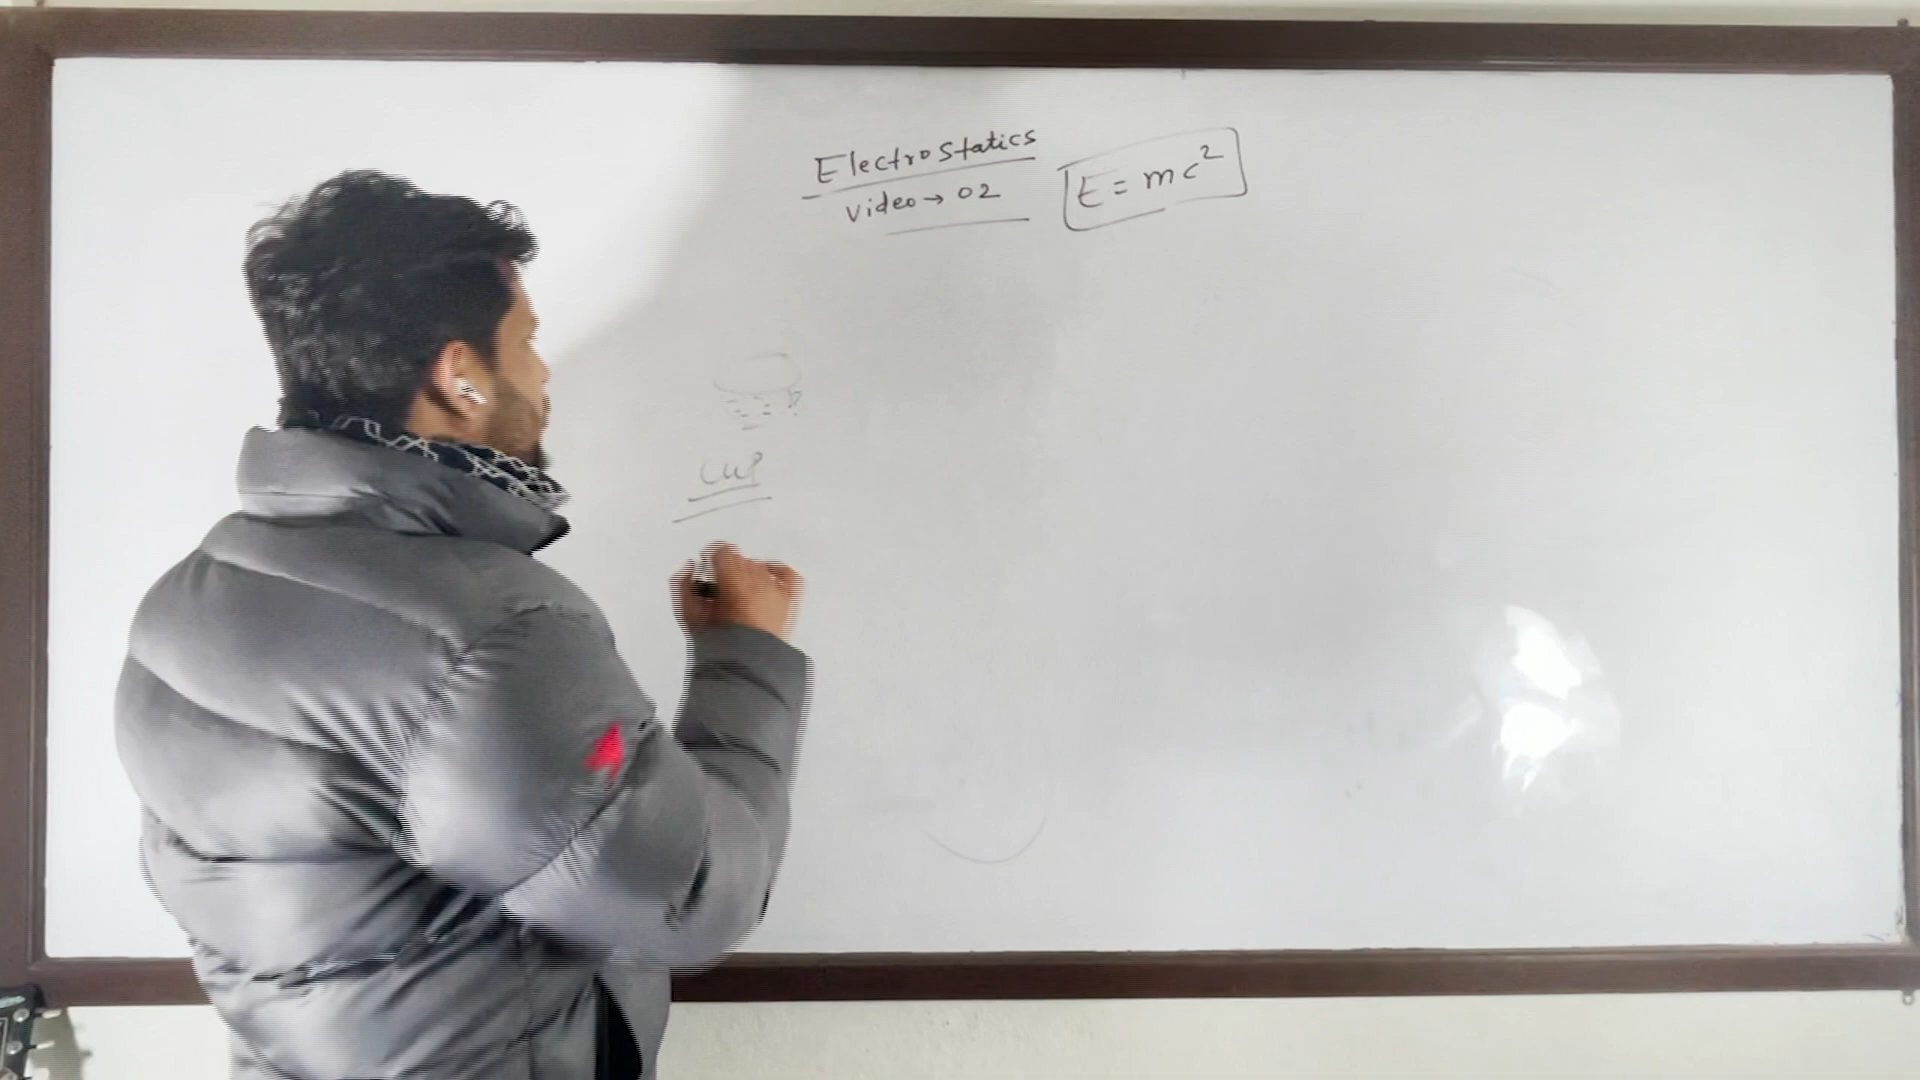 Electrostatics
Video → 02
E = mc²
cup